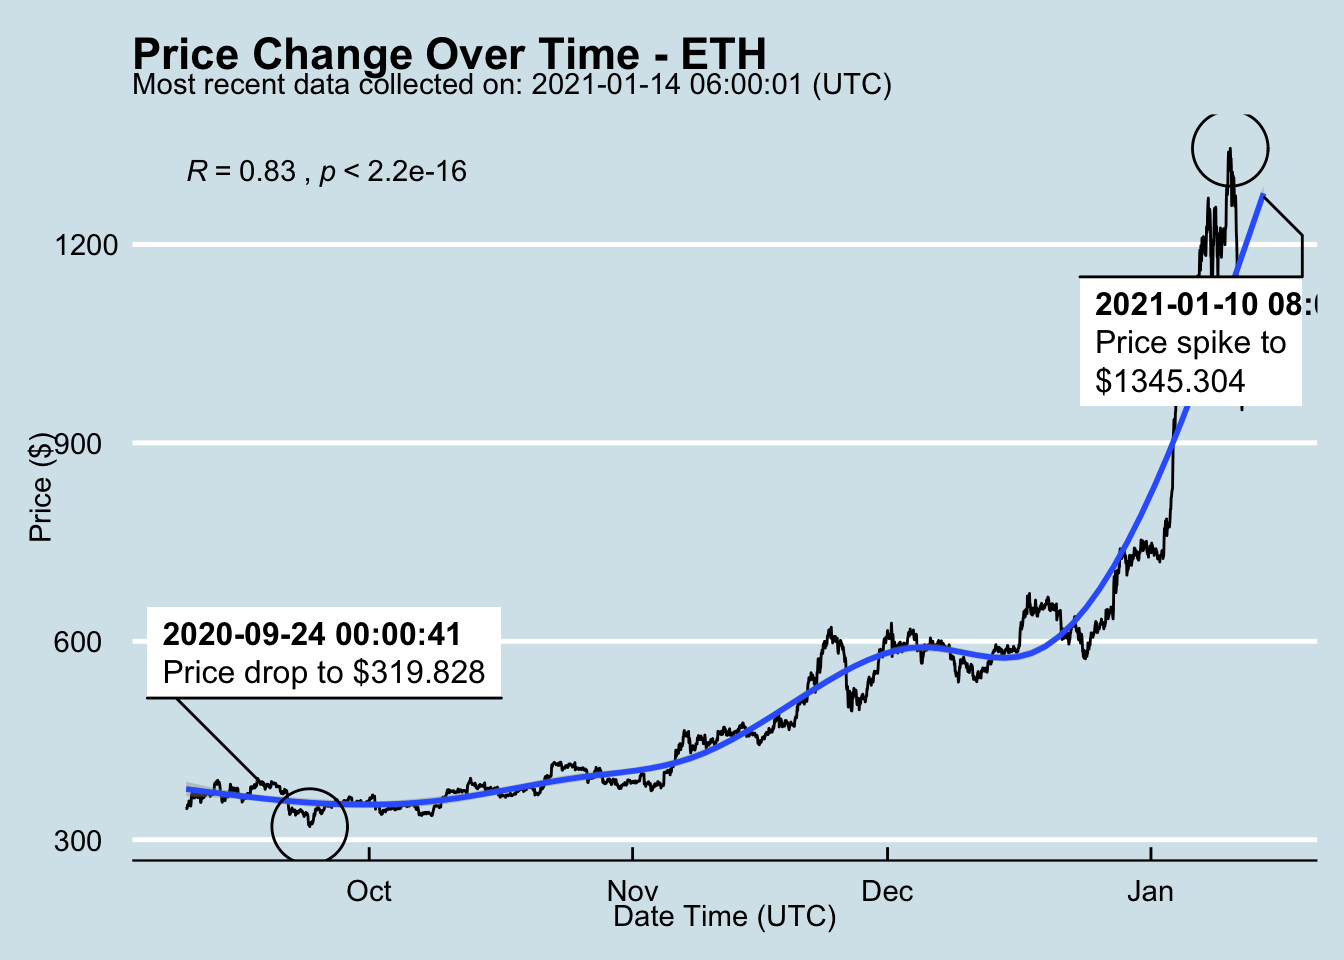 Price Change Over Time - ETH
Most recent data collected on: 2021-01-14 06:00:01 (UTC)
R = 0.83 , p < 2.2e-16
1200
2021-01-10 08:
Price spike to
$1345.304
900
Price ($)
2020-09-24 00:00:41
Price drop to $319.828
600
300
Oct
Nov
Dec
Jan
Date Time (UTC)